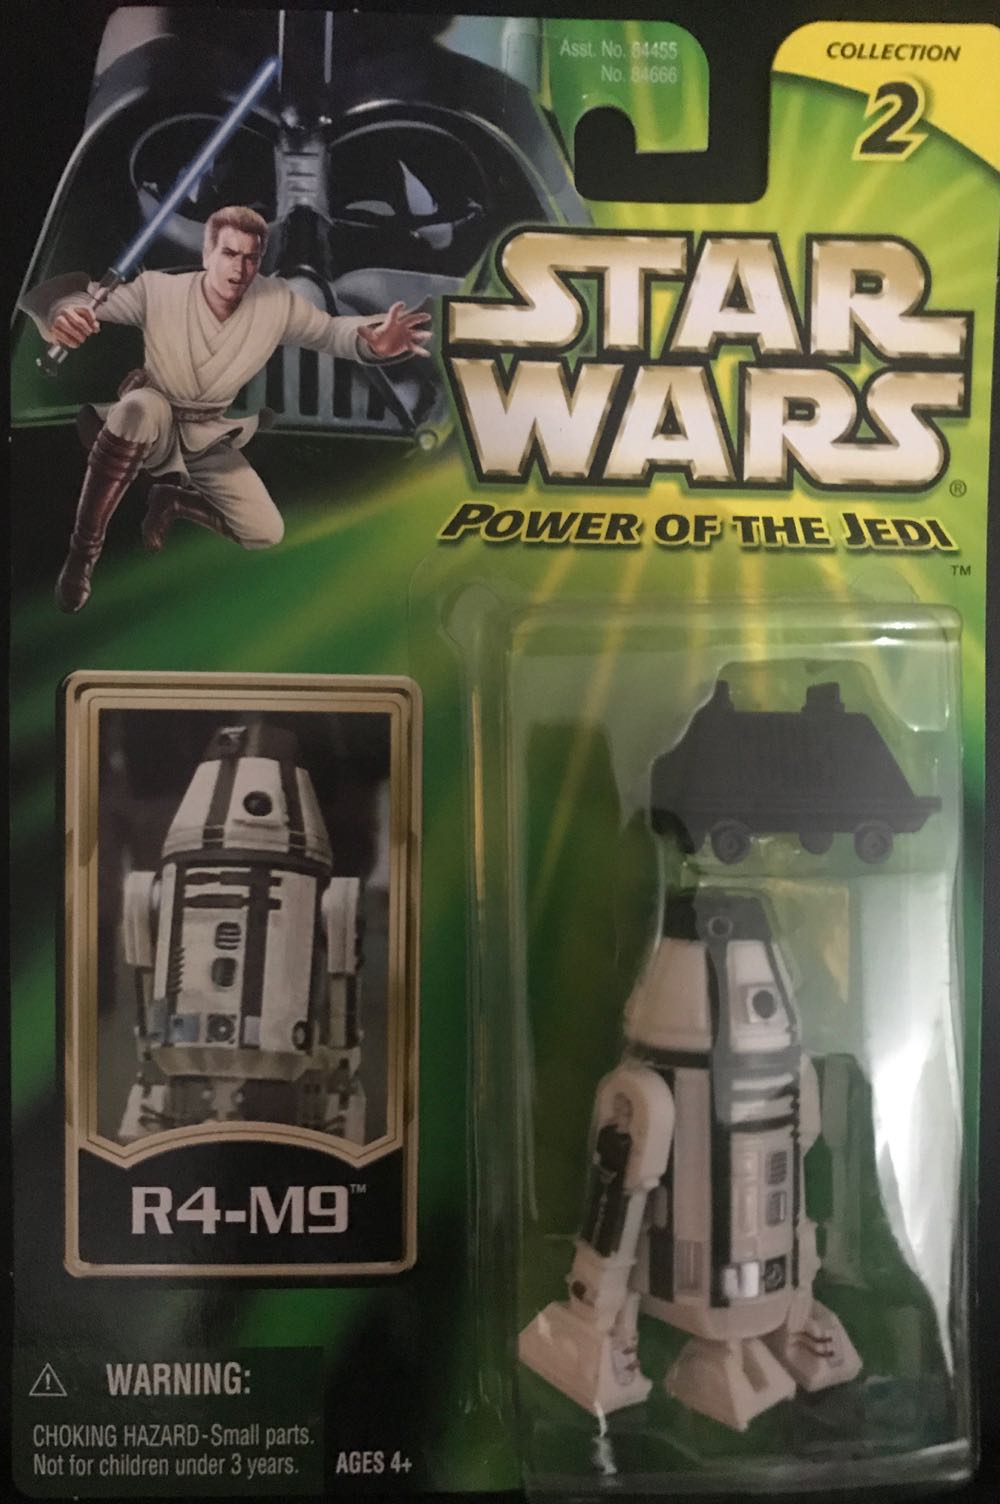 Asst. No. 84455
No. 84666
COLLECTION
2
STAR
WARS®
POWER OF THE JEDI
™
R4-M9™
WARNING:
CHOKING HAZARD-Small parts.
Not for children under 3 years.
AGES 4+